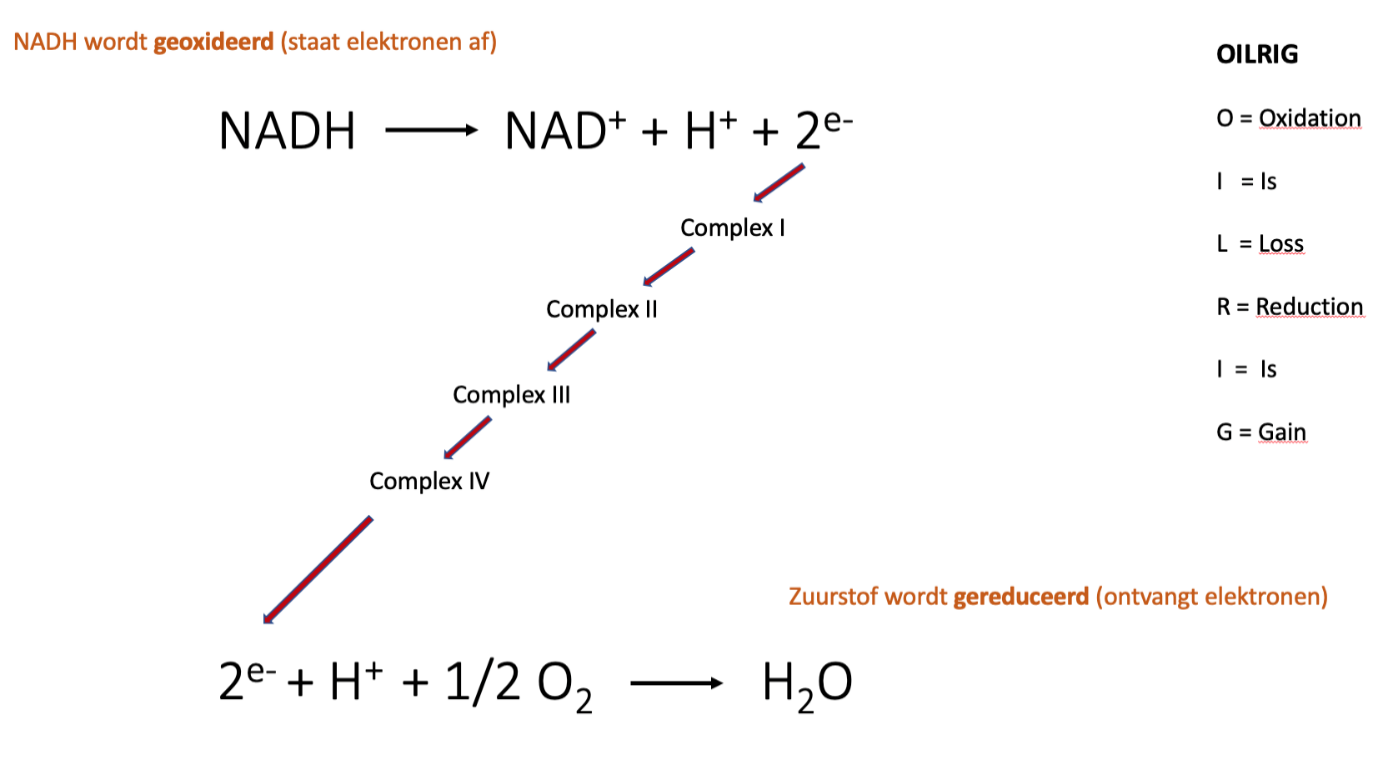 NADH wordt geoxideerd (staat elektronen af)
NADH → NAD⁺ + H⁺ + 2ᵉ⁻
Complex I
Complex II
Complex III
Complex IV
Zuurstof wordt gereduceerd (ontvangt elektronen)
2ᵉ⁻ + H⁺ + 1/2 O₂ → H₂O
OILRIG
O = Oxidation
I = Is
L = Loss
R = Reduction
I = Is
G = Gain